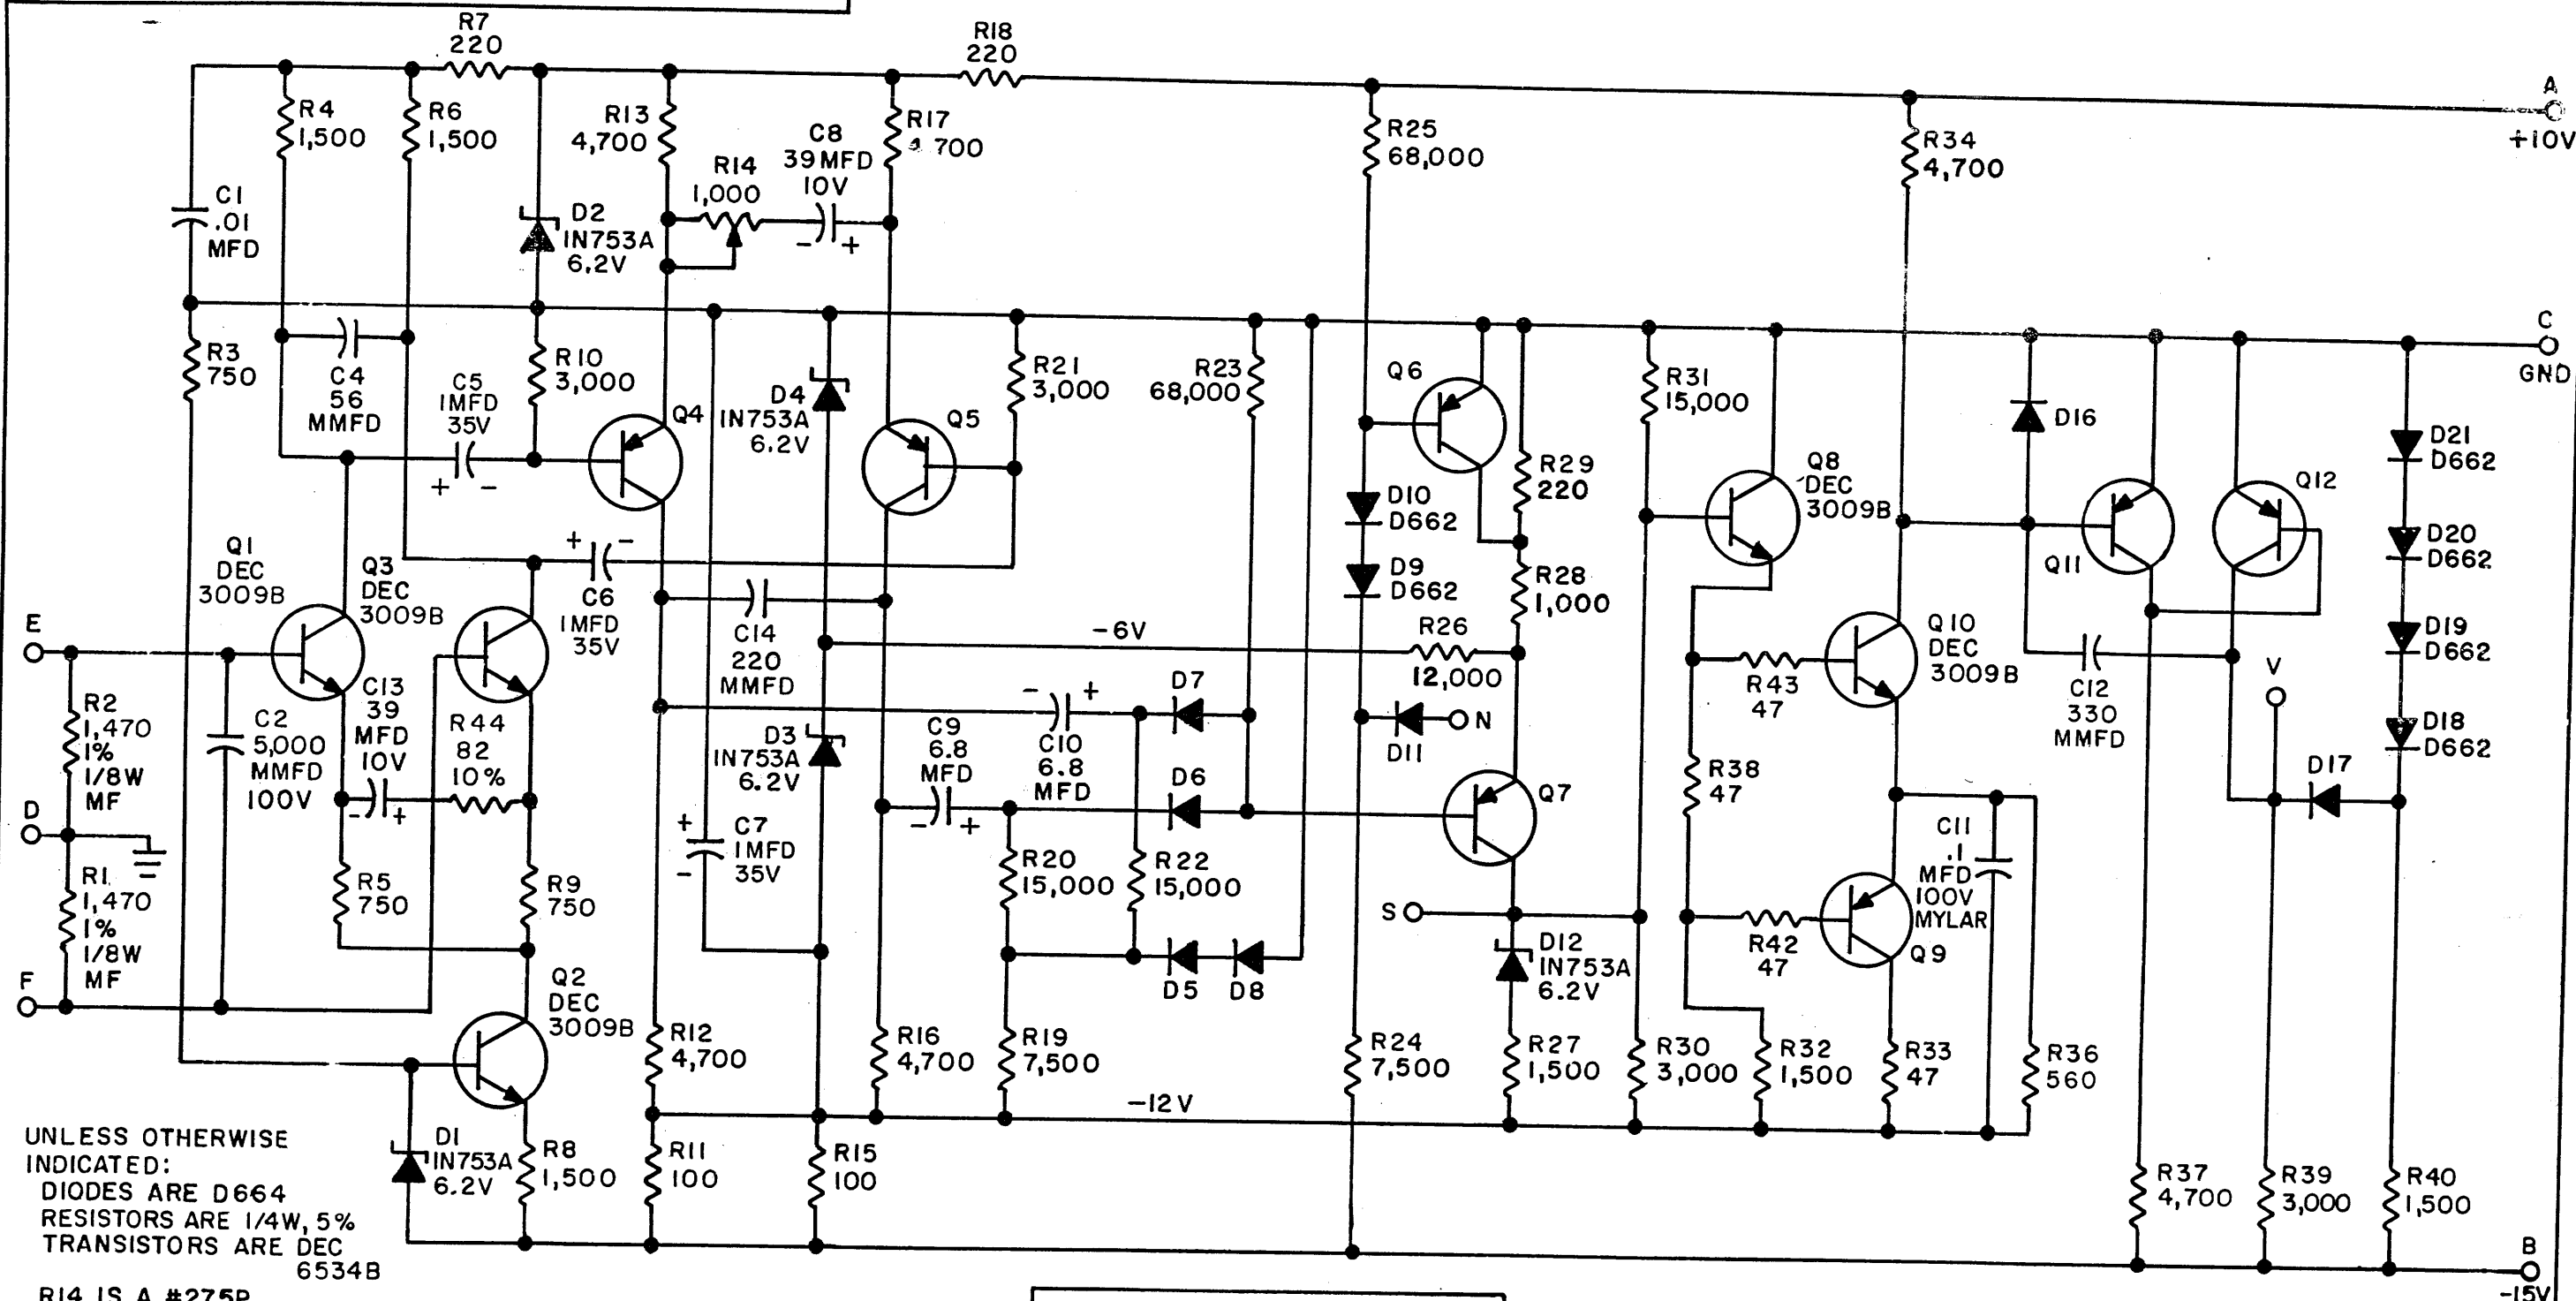 R7
220
R18
220
A
+10V
R4
1,500
R6
1,500
R13
4,700
R14
1,000
C8
39MFD
10V
- +
R17
4,700
R25
68,000
R34
4,700
C1
.01
MFD
D2
IN753A
6.2V
C
GND
R3
750
C4
56
MMFD
C5
1MFD
35V
+ -
R10
3,000
Q4
D4
IN753A
6.2V
Q5
R21
3,000
R23
68,000
Q6
R31
15,000
D16
D21
D662
D10
D662
R29
220
Q8
DEC
3009B
Q11
Q12
D20
D662
Q1
DEC
3009B
Q3
DEC
3009B
+ -
C6
1MFD
35V
D9
D662
R28
1,000
E
C14
220
MMFD
-6V
R26
12,000
R43
47
Q10
DEC
3009B
C12
330
MMFD
V
D19
D662
R2
1,470
1%
1/8W
MF
C2
5,000
MMFD
100V
C13
39
MFD
10V
- +
R44
82
10%
D3
IN753A
6.2V
C9
6.8
MFD
- +
- +
C10
6.8
MFD
D7
D6
D11
N
Q7
R38
47
D17
D18
D662
D
R1
1,470
1%
1/8W
MF
R5
750
R9
750
+
C7
1MFD
35V
-
R20
15,000
R22
15,000
S
C11
.1
MFD
100V
MYLAR
R42
47
Q9
F
Q2
DEC
3009B
D5
D8
D12
IN753A
6.2V
R12
4,700
R16
4,700
R19
7,500
R24
7,500
R27
1,500
R30
3,000
R32
1,500
R33
47
R36
560
-12V
D1
IN753A
6.2V
R8
1,500
R11
100
R15
100
R37
4,700
R39
3,000
R40
1,500
B
-15V
UNLESS OTHERWISE
INDICATED:
DIODES ARE D664
RESISTORS ARE 1/4W, 5%
TRANSISTORS ARE DEC
6534B
R14 IS A #275P